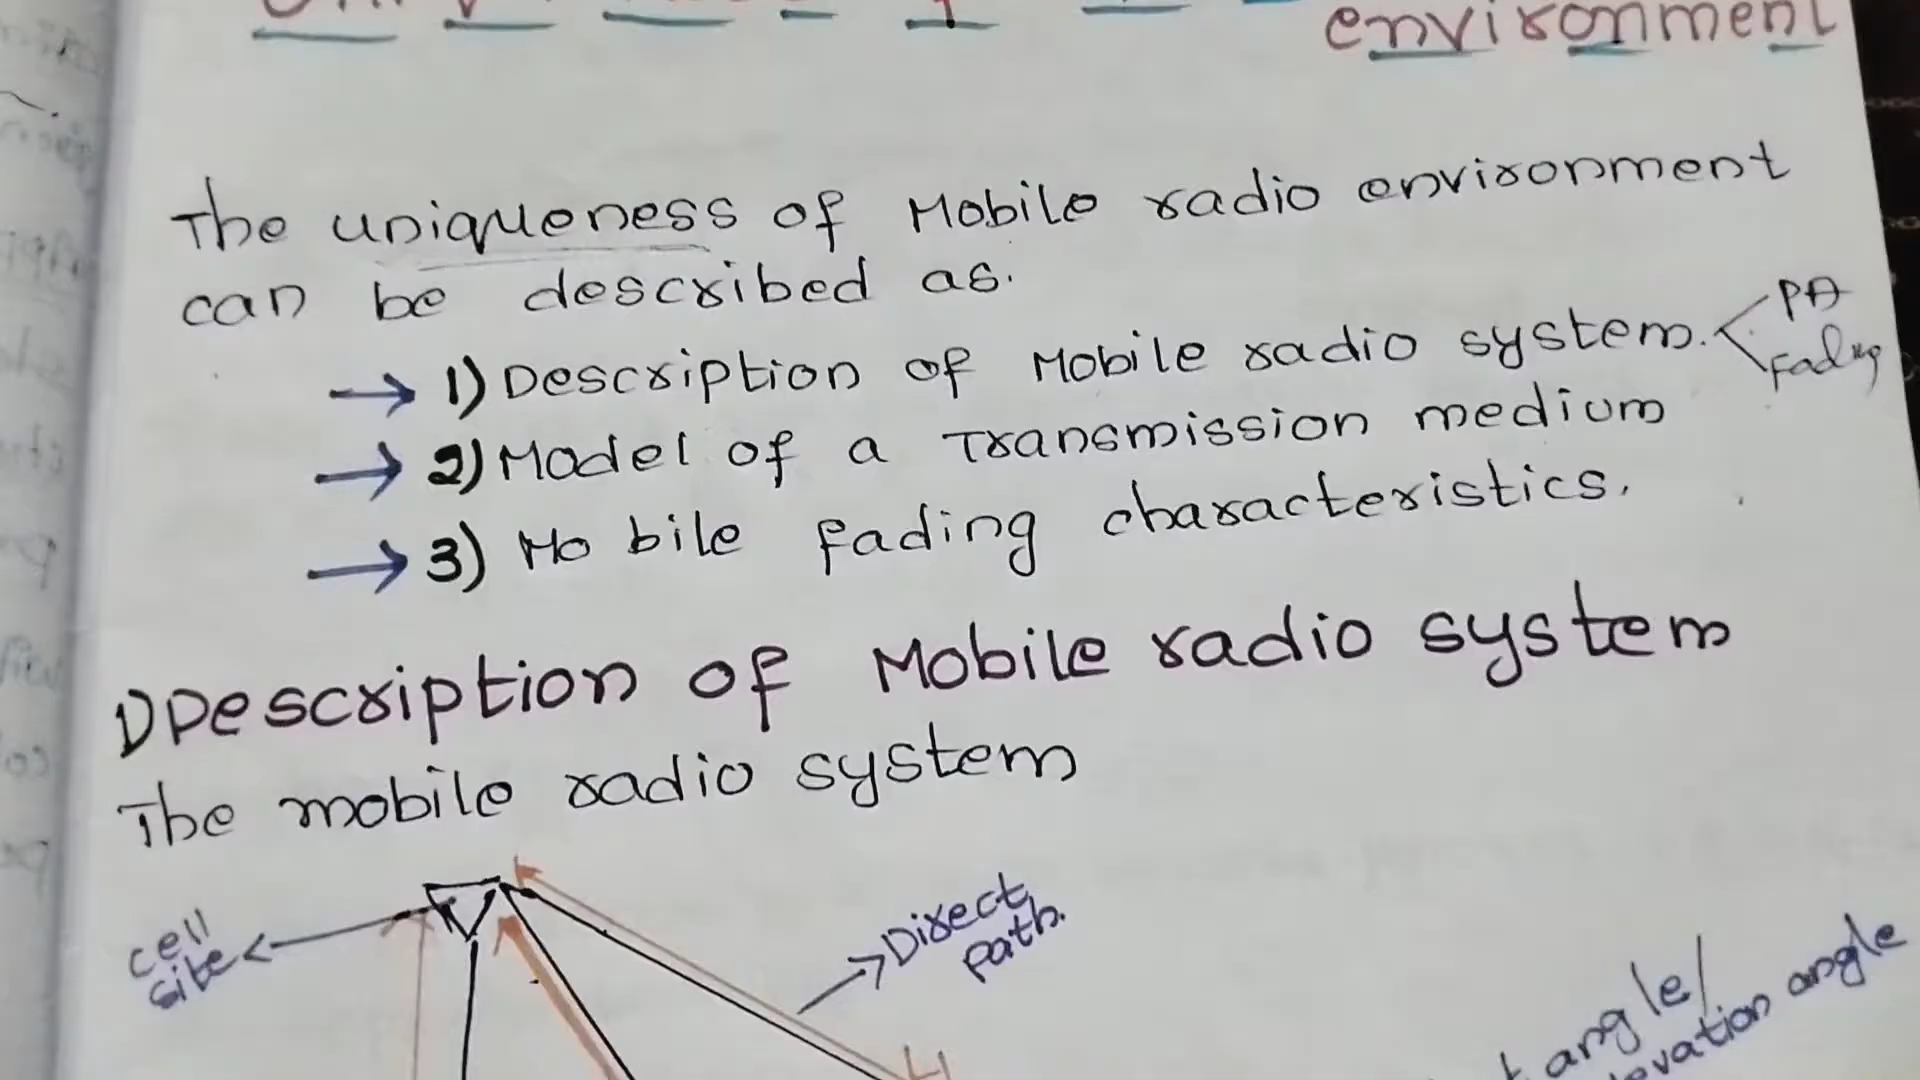 environment
The uniqueness of Mobile radio environment
can be described as.
→ 1) Description of Mobile radio system. < PA
Fading
→ 2) Model of a Transmission medium
→ 3) Mobile fading characteristics.
1) Description of Mobile radio system
The mobile radio system
cell
site
Direct
path.
angle/
angle